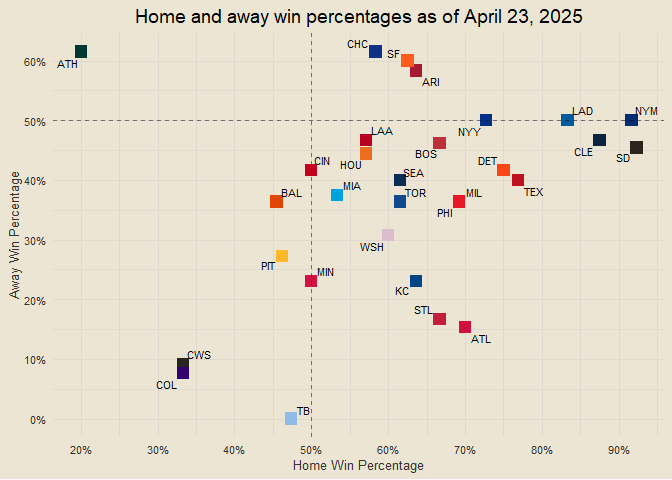 Home and away win percentages as of April 23, 2025
CHC
SF
ATH
ARI
60%
LAD
NYM
50%
NYY
LAA
CLE
SD
BOS
HOU
CIN
DET
SEA
TEX
40%
MIA
BAL
TOR
MIL
PHI
WSH
30%
PIT
MIN
KC
20%
STL
ATL
CWS
COL
10%
TB
0%
Away Win Percentage
20%
30%
40%
50%
60%
70%
80%
90%
Home Win Percentage